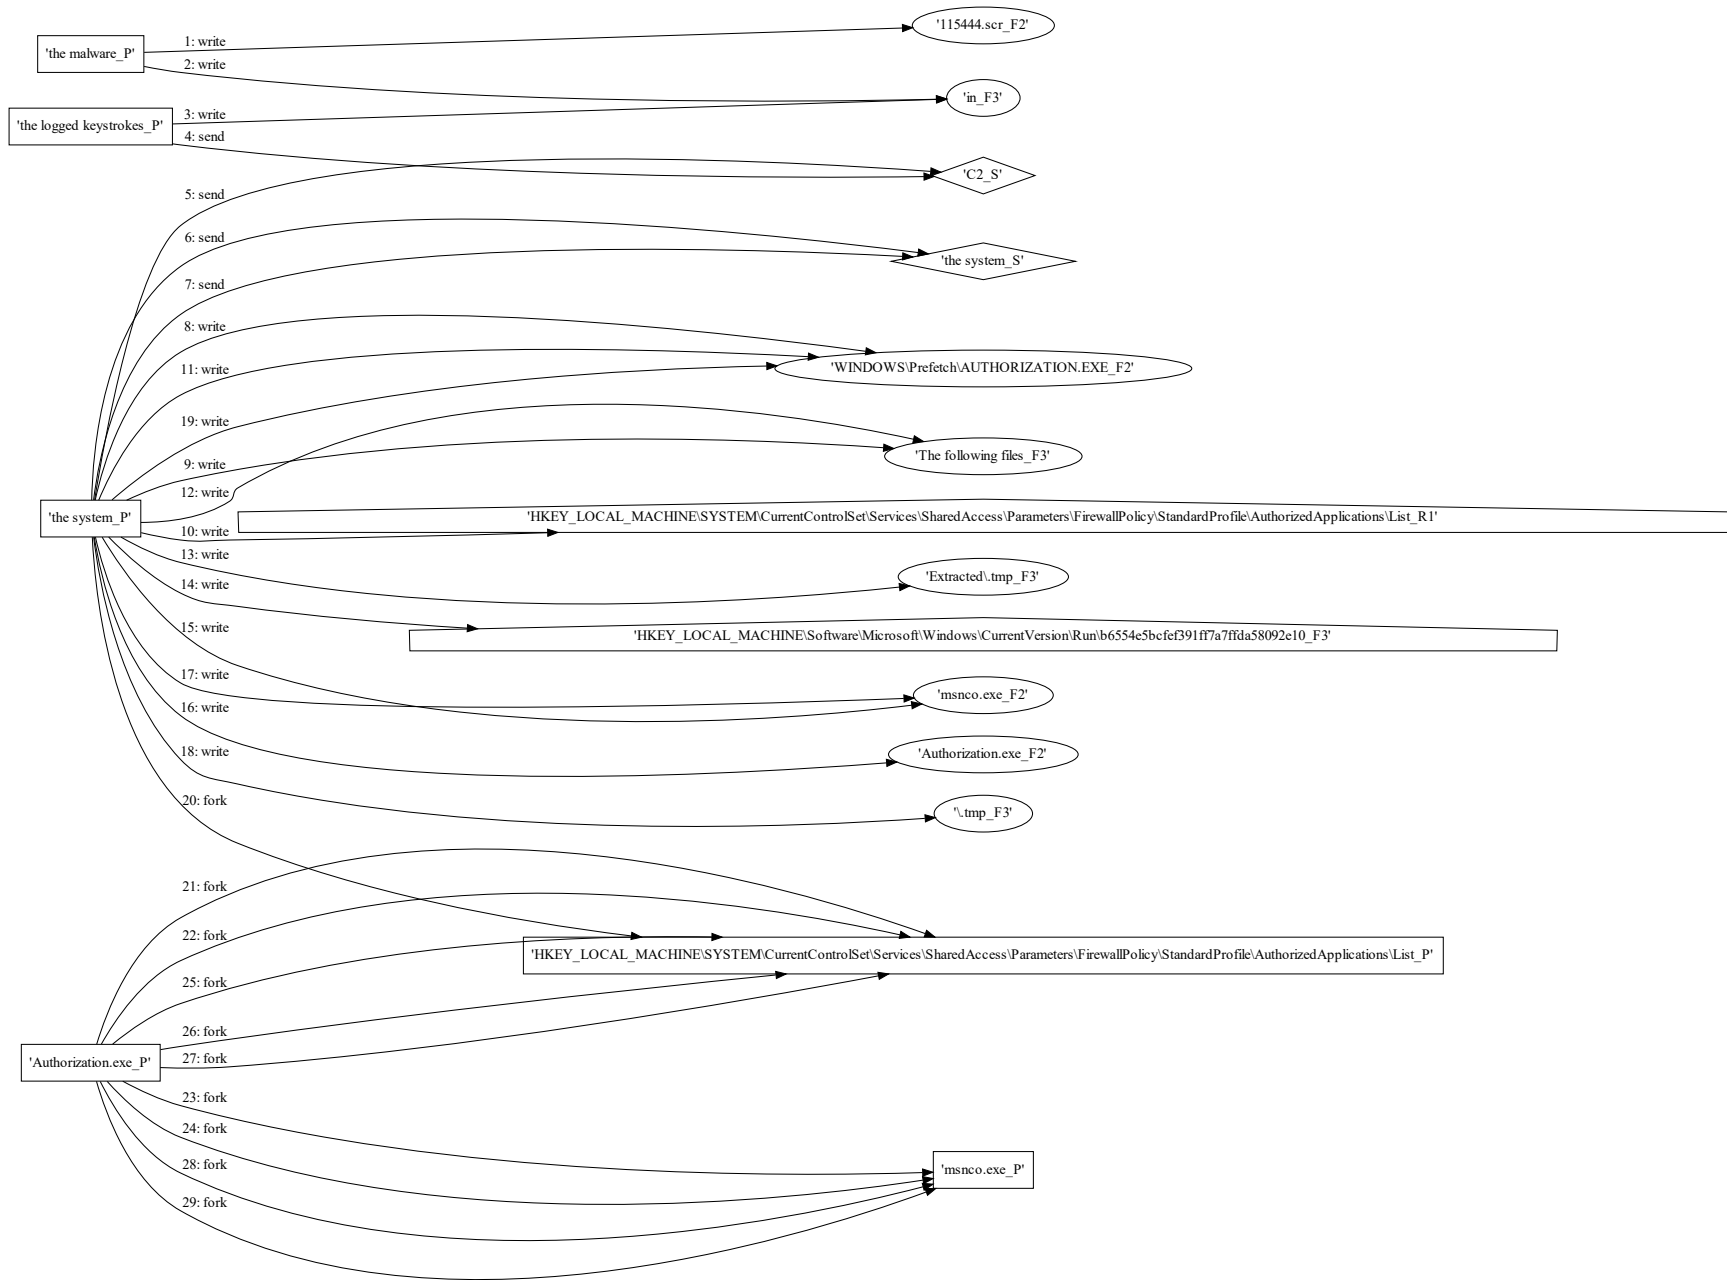 '115444.scr_F2'
1: write
'the malware_P'
2: write
'in_F3'
3: write
'the logged keystrokes_P'
4: send
'C2_S'
5: send
6: send
'the system_S'
7: send
8: write
11: write
'WINDOWS\Prefetch\AUTHORIZATION.EXE_F2'
19: write
'The following files_F3'
9: write
12: write
'the system_P'
'HKEY_LOCAL_MACHINE\SYSTEM\CurrentControlSet\Services\SharedAccess\Parameters\FirewallPolicy\StandardProfile\AuthorizedApplications\List_R1'
10: write
13: write
'Extracted\.tmp_F3'
14: write
15: write
'HKEY_LOCAL_MACHINE\Software\Microsoft\Windows\CurrentVersion\Run\b6554e5bcfef391ff7a7ffda58092e10_F3'
17: write
'msnco.exe_F2'
16: write
18: write
'Authorization.exe_F2'
20: fork
'\.tmp_F3'
21: fork
22: fork
'HKEY_LOCAL_MACHINE\SYSTEM\CurrentControlSet\Services\SharedAccess\Parameters\FirewallPolicy\StandardProfile\AuthorizedApplications\List_P'
25: fork
26: fork
27: fork
'Authorization.exe_P'
23: fork
24: fork
28: fork
'msnco.exe_P'
29: fork